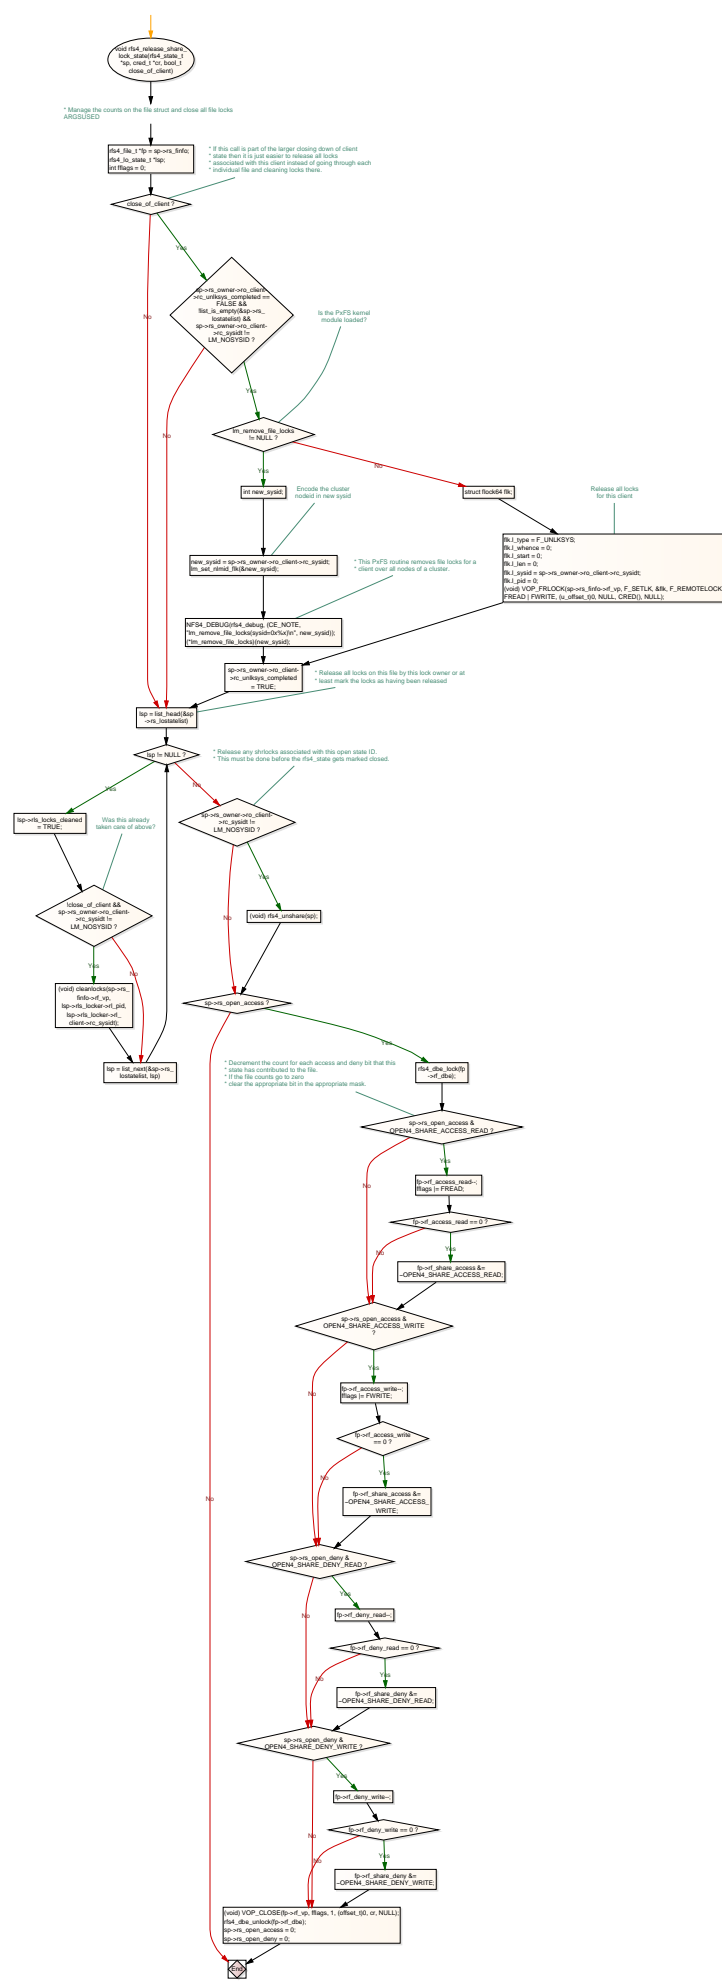 void rfs4_release_share_
lock_state(rfs4_state_t
*sp, cred_t *cr, bool_t
close_of_client)
* Manage the counts on the file struct and close all file locks
ARGSUSED
rfs4_file_t *fp = sp->rs_finfo;
rfs4_lo_state_t *lsp;
int fflags = 0;
* If this call is part of the larger closing down of client
* state then it is just easier to release all locks
* associated with this client instead of going through each
* individual file and cleaning locks there.
close_of_client ?
Yes
No
sp->rs_owner->ro_client-
>rc_unlksys_completed ==
FALSE &&
!list_is_empty(&sp->rs_
lostatelist) &&
sp->rs_owner->ro_client-
>rc_sysidt !=
LM_NOSYSID ?
Is the PxFS kernel
module loaded?
Yes
No
lm_remove_file_locks
!= NULL ?
Yes
No
int new_sysid;
Encode the cluster
nodeid in new sysid
struct flock64 flk;
Release all locks
for this client
new_sysid = sp->rs_owner->ro_client->rc_sysidt;
lm_set_nlmid_flk(&new_sysid);
* This PxFS routine removes file locks for a
* client over all nodes of a cluster.
flk.l_type = F_UNLKSYS;
flk.l_whence = 0;
flk.l_start = 0;
flk.l_len = 0;
flk.l_sysid = sp->rs_owner->ro_client->rc_sysidt;
flk.l_pid = 0;
(void) VOP_FRLOCK(sp->rs_finfo->rf_vp, F_SETLK, &flk, F_REMOTELOCK
FREAD | FWRITE, (u_offset_t)0, NULL, CRED(), NULL);
NFS4_DEBUG(rfs4_debug, (CE_NOTE,
"lm_remove_file_locks(sysid=0x%x)\n", new_sysid));
(*lm_remove_file_locks)(new_sysid);
sp->rs_owner->ro_client-
>rc_unlksys_completed
= TRUE;
* Release all locks on this file by this lock owner or at
* least mark the locks as having been released
lsp = list_head(&sp
->rs_lostatelist)
lsp != NULL ?
* Release any shrlocks associated with this open state ID.
* This must be done before the rfs4_state gets marked closed.
Yes
No
lsp->rls_locks_cleaned
= TRUE;
Was this already
taken care of above?
sp->rs_owner->ro_client-
>rc_sysidt !=
LM_NOSYSID ?
Yes
No
!close_of_client &&
sp->rs_owner->ro_client-
>rc_sysidt !=
LM_NOSYSID ?
(void) rfs4_unshare(sp);
Yes
No
(void) cleanlocks(sp->rs_
finfo->rf_vp,
lsp->rls_locker->rl_pid,
lsp->rls_locker->rl_
client->rc_sysidt);
sp->rs_open_access ?
Yes
No
lsp = list_next(&sp->rs_
lostatelist, lsp)
* Decrement the count for each access and deny bit that this
* state has contributed to the file.
* If the file counts go to zero
* clear the appropriate bit in the appropriate mask.
rfs4_dbe_lock(fp
->rf_dbe);
sp->rs_open_access &
OPEN4_SHARE_ACCESS_READ ?
Yes
No
fp->rf_access_read--;
fflags |= FREAD;
fp->rf_access_read == 0 ?
Yes
No
fp->rf_share_access &=
~OPEN4_SHARE_ACCESS_READ;
sp->rs_open_access &
OPEN4_SHARE_ACCESS_WRITE
?
Yes
No
fp->rf_access_write--;
fflags |= FWRITE;
fp->rf_access_write
== 0 ?
Yes
No
fp->rf_share_access &=
~OPEN4_SHARE_ACCESS_
WRITE;
sp->rs_open_deny &
OPEN4_SHARE_DENY_READ ?
Yes
No
fp->rf_deny_read--;
fp->rf_deny_read == 0 ?
Yes
No
fp->rf_share_deny &=
~OPEN4_SHARE_DENY_READ;
sp->rs_open_deny &
OPEN4_SHARE_DENY_WRITE ?
Yes
No
fp->rf_deny_write--;
fp->rf_deny_write == 0 ?
Yes
No
fp->rf_share_deny &=
~OPEN4_SHARE_DENY_WRITE;
(void) VOP_CLOSE(fp->rf_vp, fflags, 1, (offset_t)0, cr, NULL);
rfs4_dbe_unlock(fp->rf_dbe);
sp->rs_open_access = 0;
sp->rs_open_deny = 0;
End